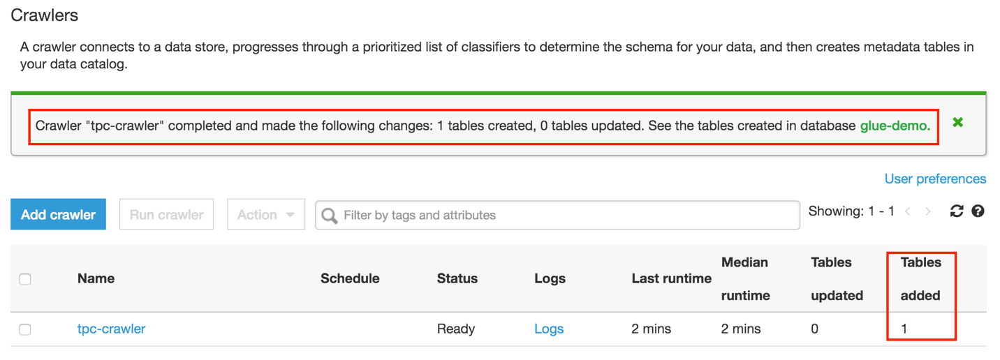 Crawlers
A crawler connects to a data store, progresses through a prioritized list of classifiers to determine the schema for your data, and then creates metadata tables in
your data catalog.
Crawler "tpc-crawler" completed and made the following changes: 1 tables created, 0 tables updated. See the tables created in database glue-demo.
User preferences
Add crawler Run crawler Action Filter by tags and attributes Showing: 1 - 1
Name Schedule Status Logs Last runtime Median runtime Tables updated Tables added
tpc-crawler Ready Logs 2 mins 2 mins 0 1